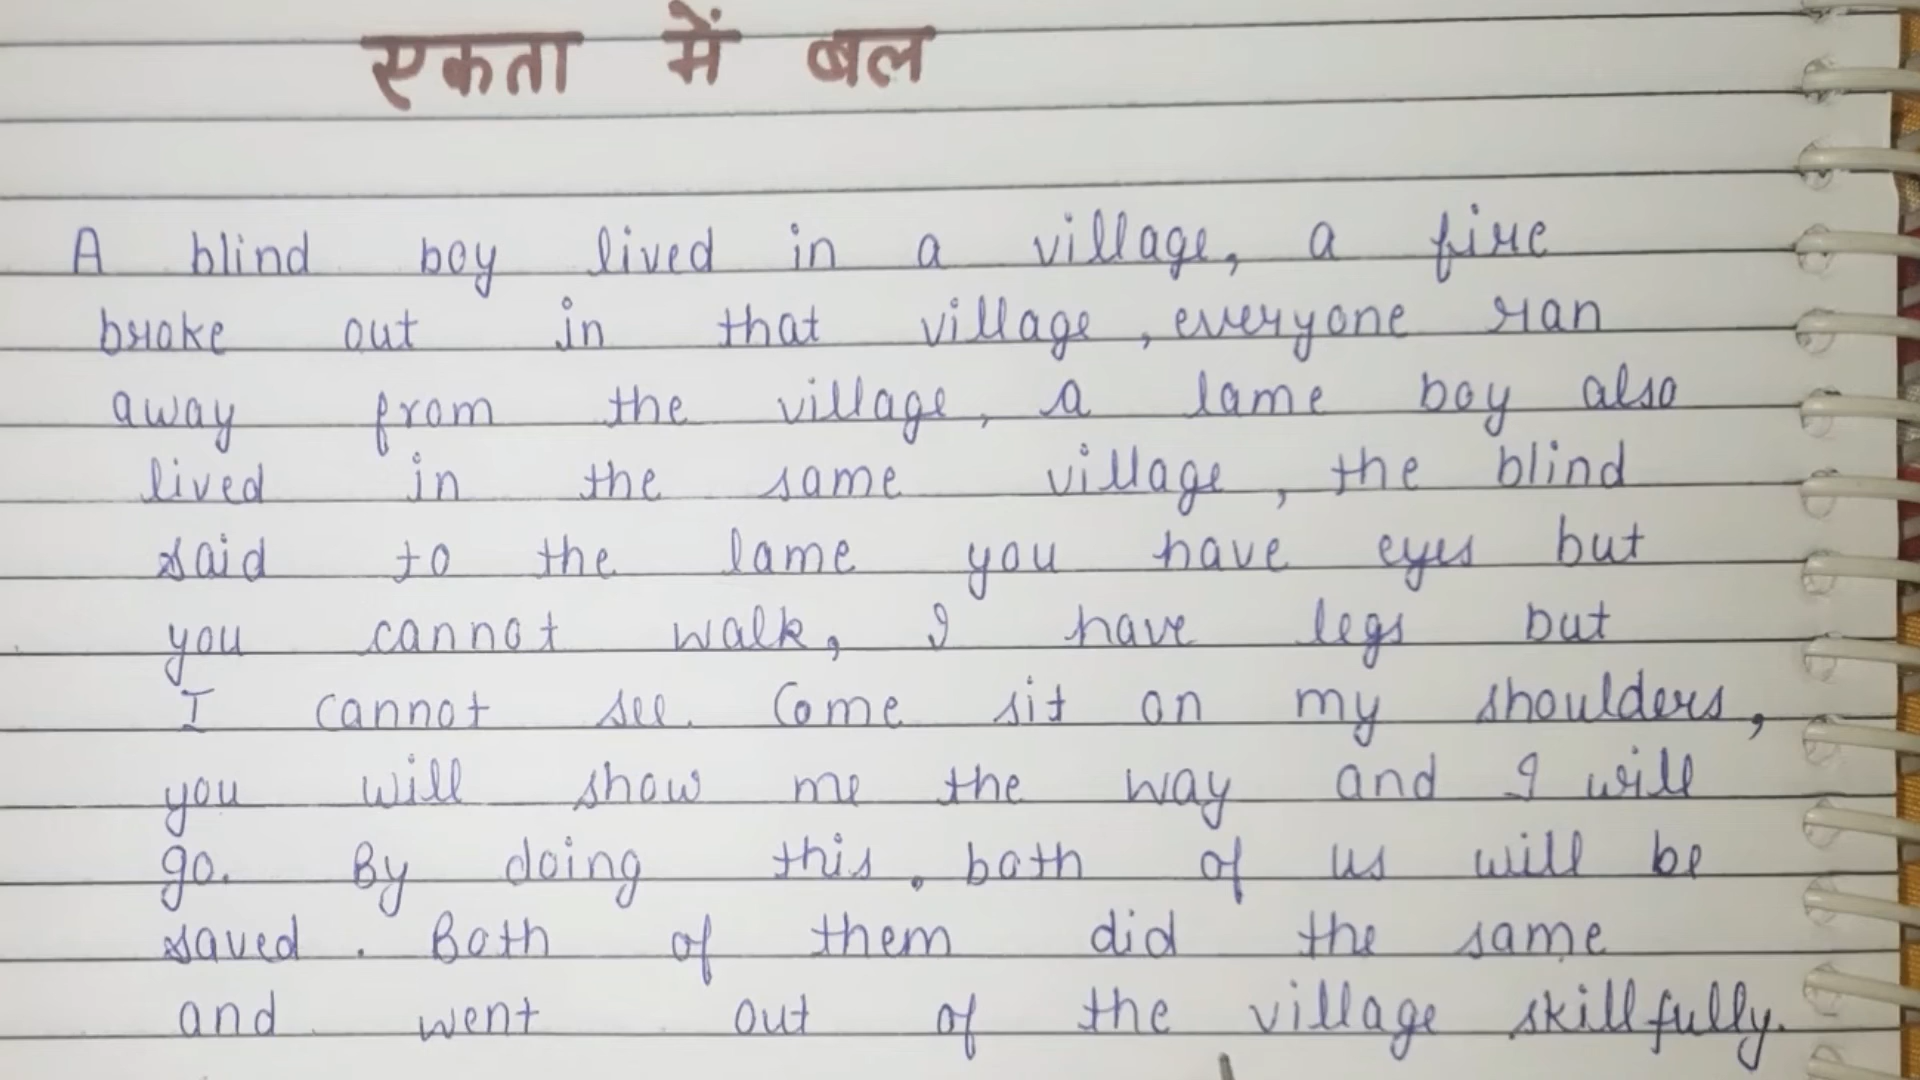 एकता में बल
A blind boy lived in a village, a fire
broke out in that village, everyone ran
away from the village, a lame boy also
lived in the same village, the blind
said to the lame you have eyes but
you cannot walk, I have legs but
I cannot see. Come sit on my shoulders,
you will show me the way and I will
go. By doing this. both of us will be
saved. Both of them did the same
and went out of the village skillfully.